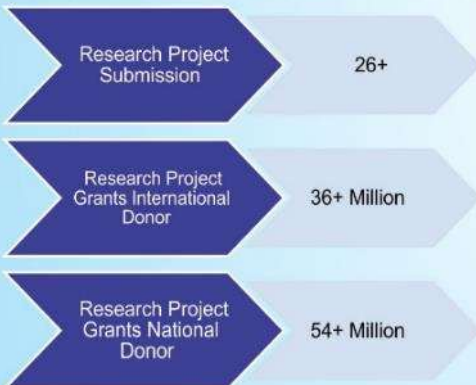 Research Project
Submission
26+
Research Project
Grants International
Donor
36+ Million
Research Project
Grants National
Donor
54+ Million